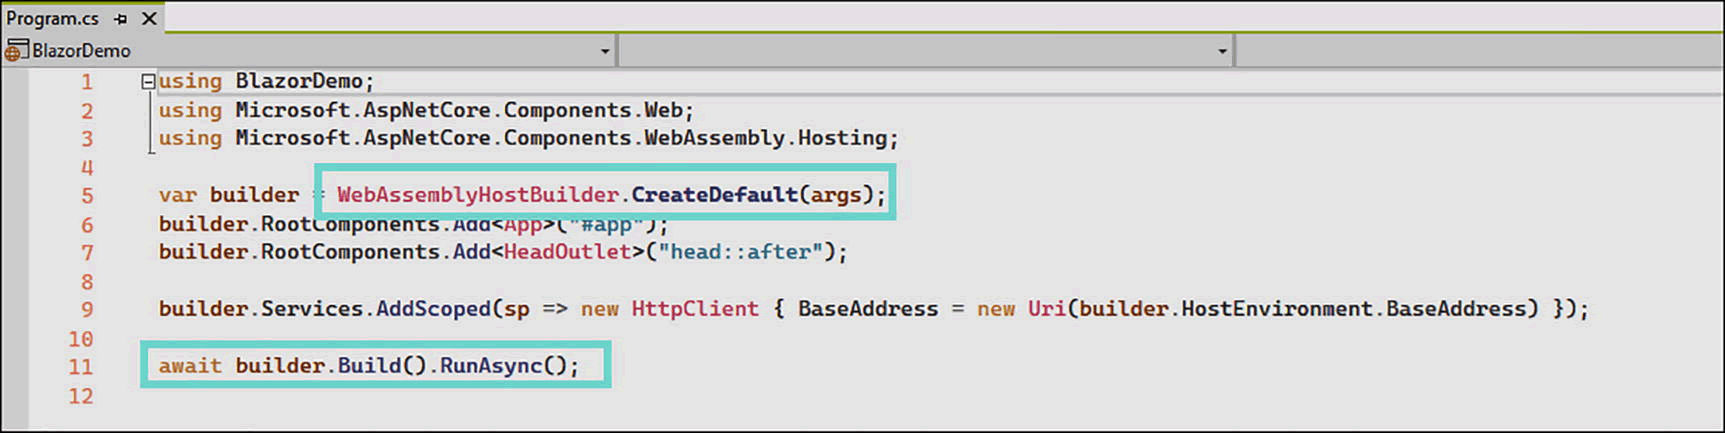 Program.cs
BlazorDemo
1 using BlazorDemo;
2 using Microsoft.AspNetCore.Components.Web;
3 using Microsoft.AspNetCore.Components.WebAssembly.Hosting;
4
5 var builder = WebAssemblyHostBuilder.CreateDefault(args);
6 builder.RootComponents.Add<App>("#app");
7 builder.RootComponents.Add<HeadOutlet>("head::after");
8
9 builder.Services.AddScoped(sp => new HttpClient { BaseAddress = new Uri(builder.HostEnvironment.BaseAddress) });
10
11 await builder.Build().RunAsync();
12